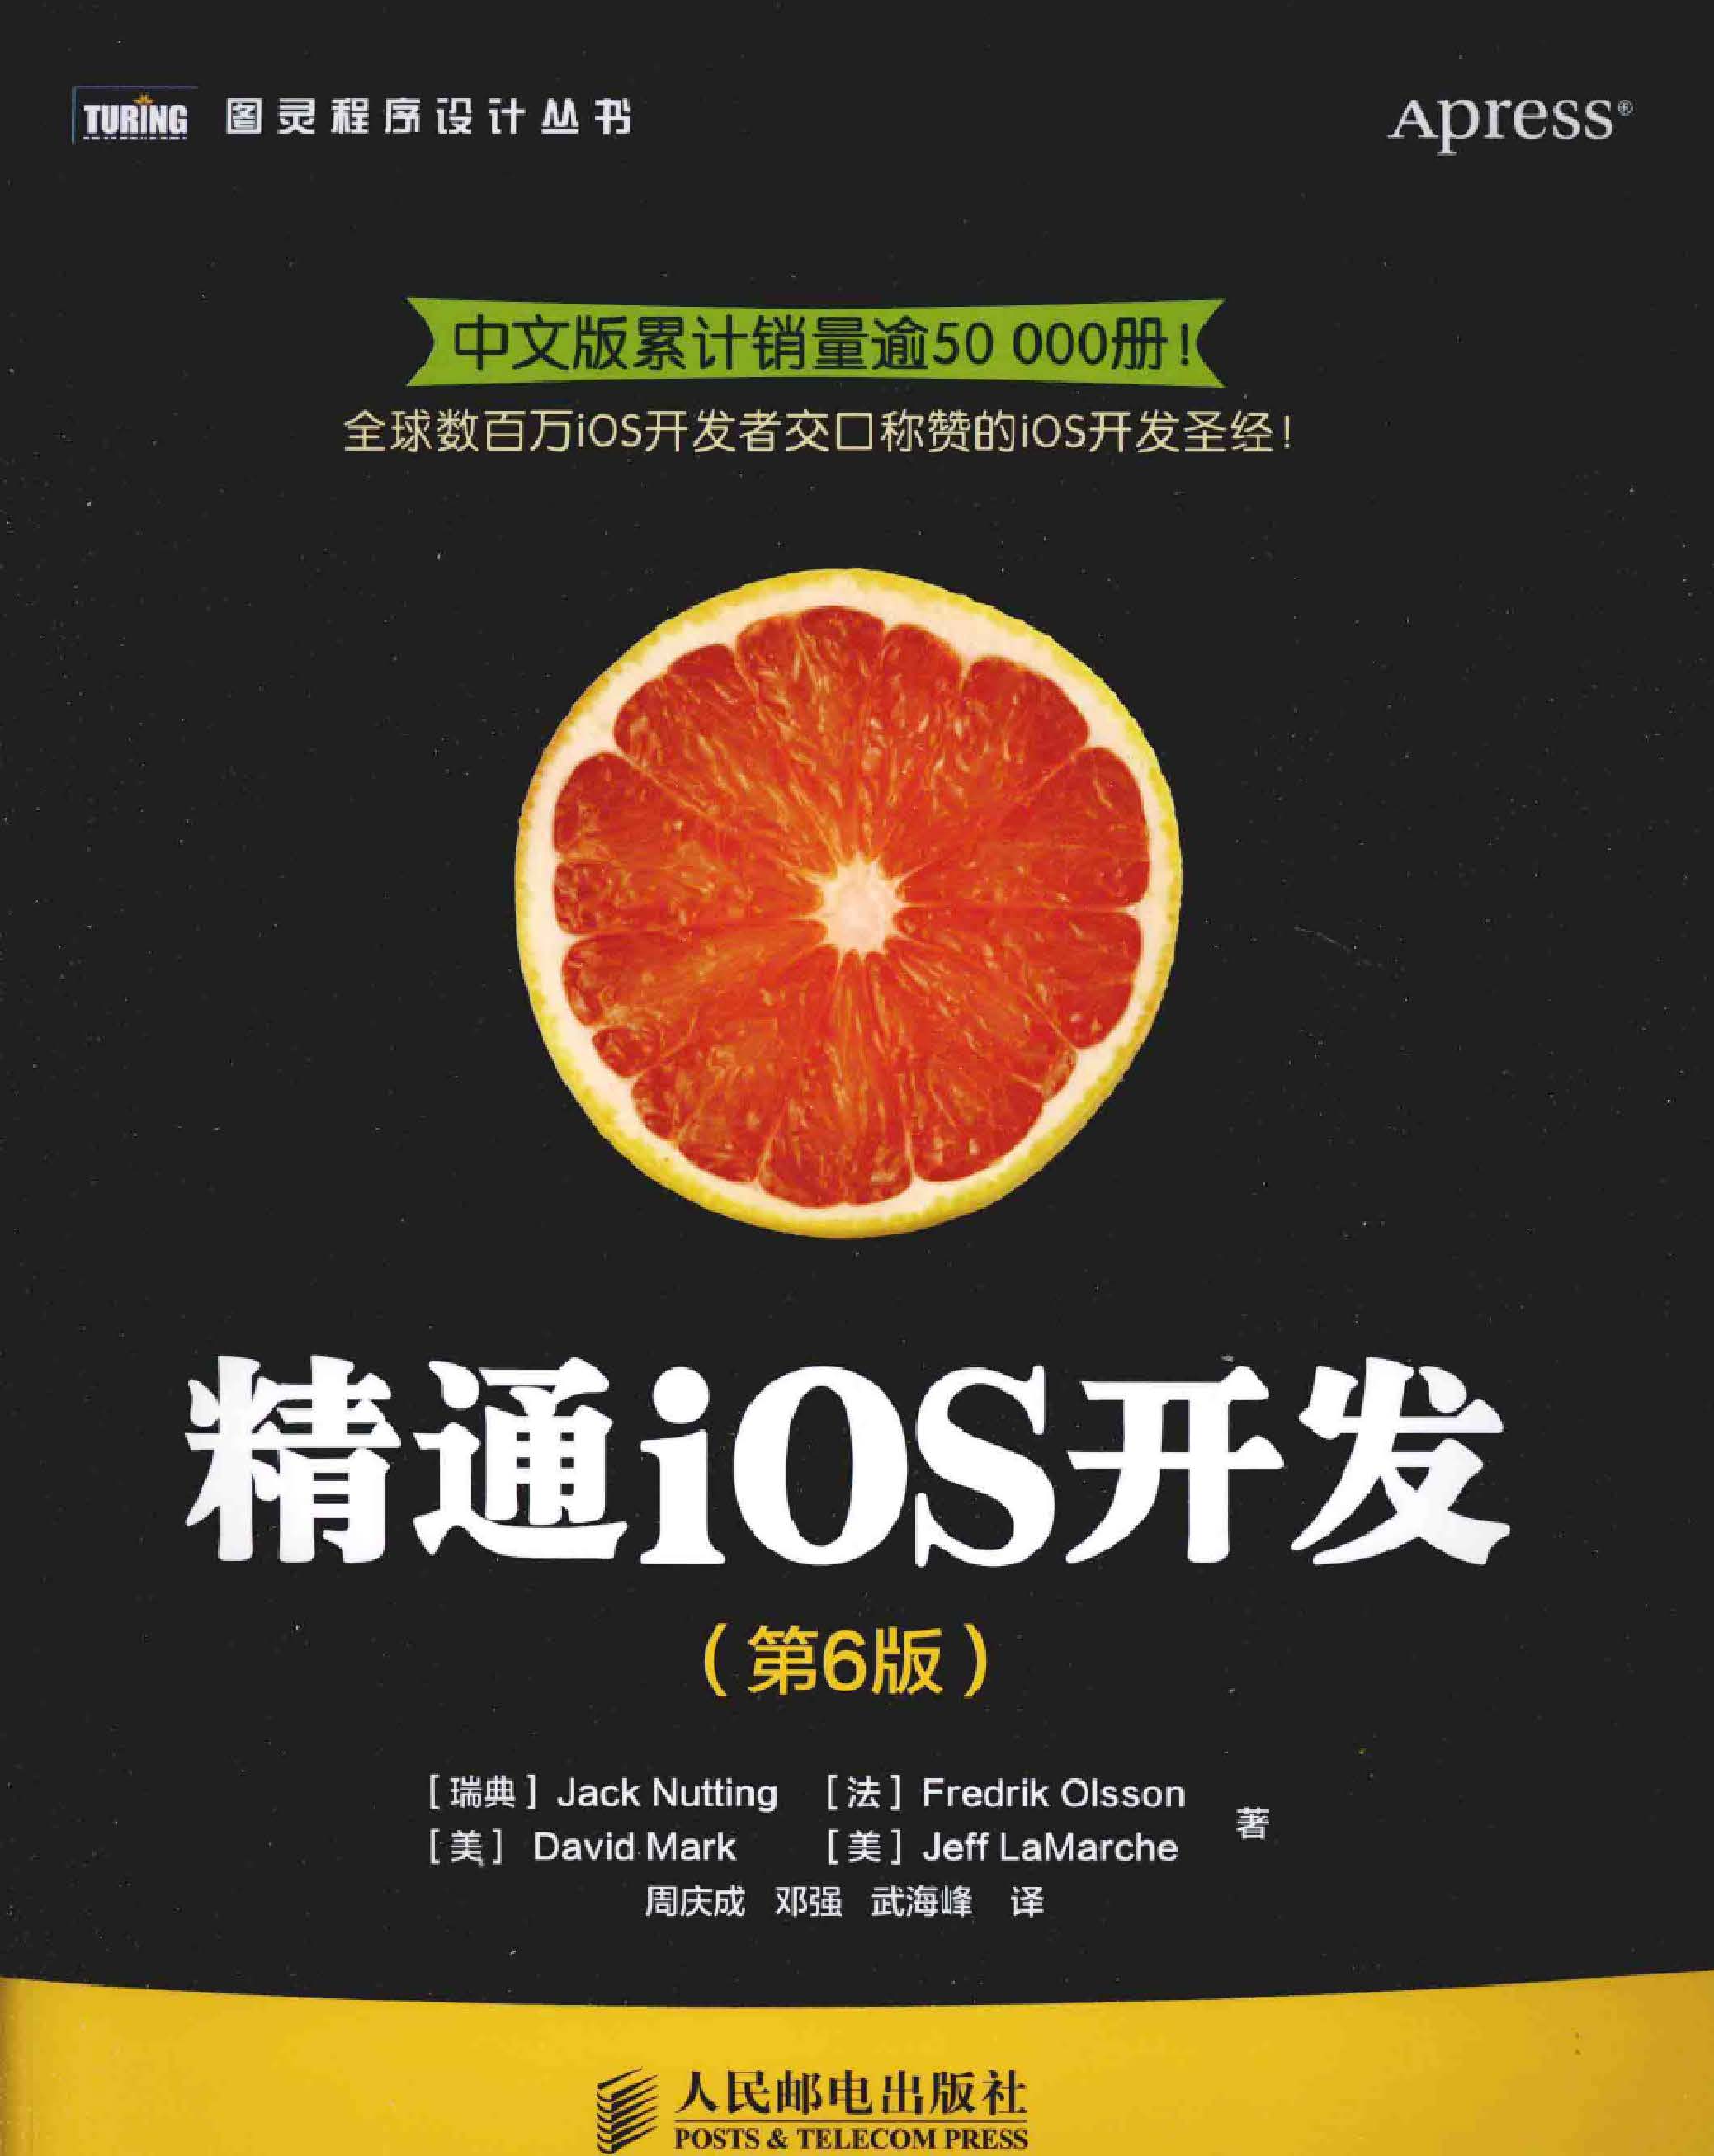 TURING 图灵程序设计丛书 Apress®
中文版累计销量逾50 000册!
全球数百万iOS开发者交口称赞的iOS开发圣经!
精通iOS开发
(第6版)
[瑞典] Jack Nutting [法] Fredrik Olsson
[美] David Mark [美] Jeff LaMarche 著
周庆成 邓强 武海峰 译
人民邮电出版社
POSTS & TELECOM PRESS